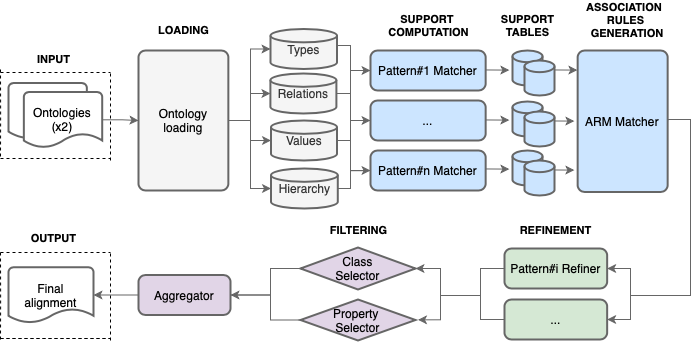 INPUT
Ontologies
(x2)
LOADING
Ontology
loading
Types
Relations
Values
Hierarchy
SUPPORT
COMPUTATION
Pattern#1 Matcher
...
Pattern#n Matcher
SUPPORT
TABLES
ASSOCIATION
RULES
GENERATION
ARM Matcher
REFINEMENT
Pattern#i Refiner
...
FILTERING
Class
Selector
Property
Selector
Aggregator
OUTPUT
Final
alignment